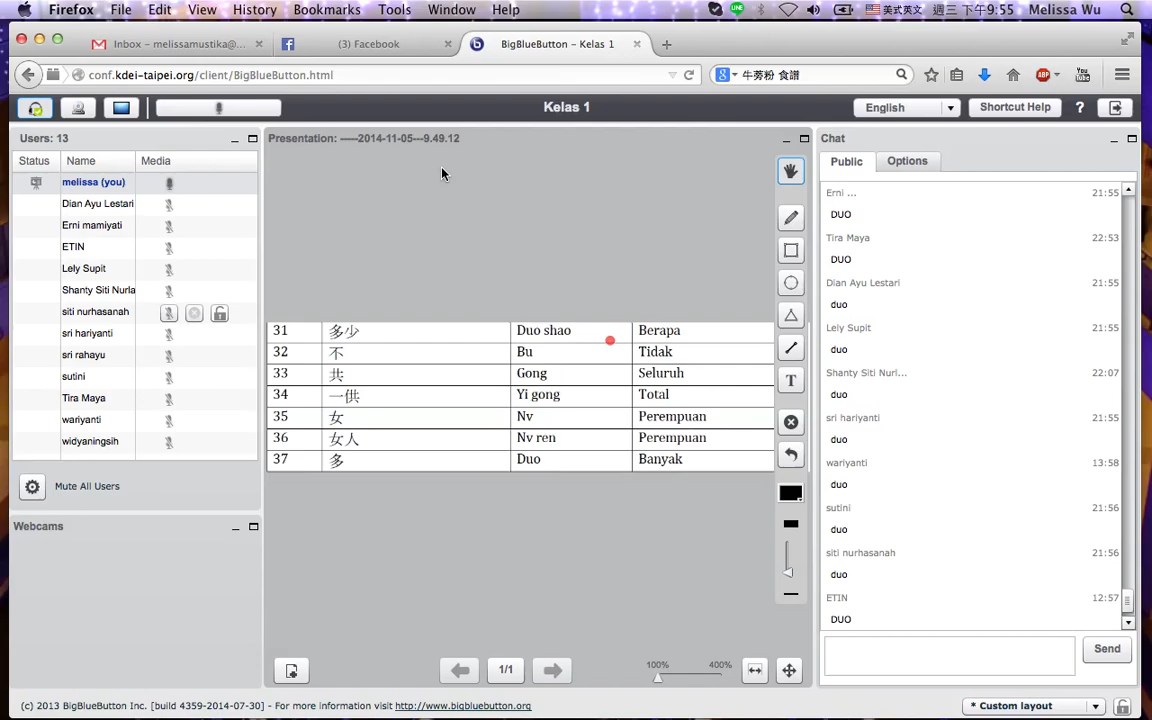 Firefox File Edit View History Bookmarks Tools Window Help 美式英文 週三 下午9:55 Melissa Wu
Inbox – melissamustika@... (3) Facebook BigBlueButton – Kelas 1
conf.kdei-taipei.org/client/BigBlueButton.html 牛蒡粉 食譜
Kelas 1 English Shortcut Help ?
Users: 13
Status Name Media
melissa (you)
Dian Ayu Lestari
Erni mamiyati
ETIN
Lely Supit
Shanty Siti Nurla
siti nurhasanah
sri hariyanti
sri rahayu
sutini
Tira Maya
wariyanti
widyaningsih
Mute All Users
Webcams
Presentation: -----2014-11-05---9.49.12
31 多少 Duo shao Berapa
32 不 Bu Tidak
33 共 Gong Seluruh
34 一供 Yi gong Total
35 女 Nv Perempuan
36 女人 Nv ren Perempuan
37 多 Duo Banyak
T
1/1 100% 400%
Chat
Public Options
Erni ... 21:55
DUO
Tira Maya 22:53
DUO
Dian Ayu Lestari 21:55
duo
Lely Supit 21:55
duo
Shanty Siti Nurl... 22:07
duo
sri hariyanti 21:55
duo
wariyanti 13:58
duo
sutini 21:56
duo
siti nurhasanah 21:56
duo
ETIN 12:57
DUO
Send
(c) 2013 BigBlueButton Inc. [build 4359-2014-07-30] - For more information visit http://www.bigbluebutton.org * Custom layout